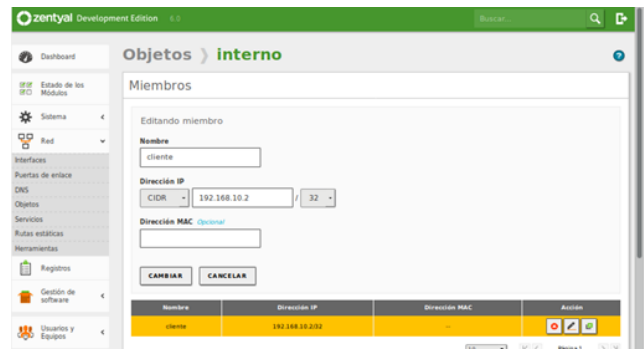 zentyal Development Edition 6.0
Buscar...
Dashboard
Estado de los
Módulos
Sistema
Red
Interfaces
Puertas de enlace
DNS
Objetos
Servicios
Rutas estáticas
Herramientas
Registros
Gestión de
software
Usuarios y
Equipos
Objetos ⟩ interno
Miembros
Editando miembro
Nombre
cliente
Dirección IP
CIDR 192.168.10.2 / 32
Dirección MAC Opcional
CAMBIAR CANCELAR
Nombre Dirección IP Dirección MAC Acción
cliente 192.168.10.2/32 --
10 Página 1